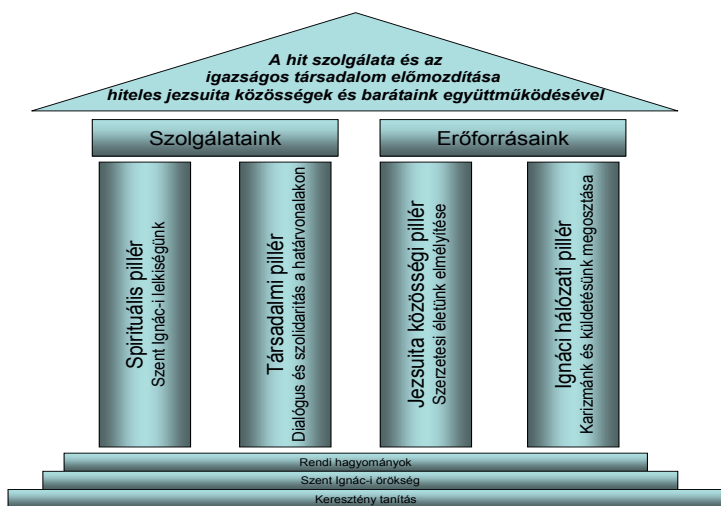 A hit szolgálata és az
igazságos társadalom előmozdítása
hiteles jezsuita közösségek és barátaink együttműködésével
Szolgálataink
Erőforrásaink
Spirituális pillér
Szent Ignác-i lelkiségünk
Társadalmi pillér
Dialógus és szolidaritás a határvonalakon
Jezsuita közösségi pillér
Szerzetesi életünk elmélyítése
Ignáci hálózati pillér
Karizmánk és küldetésünk megosztása
Rendi hagyományok
Szent Ignác-i örökség
Keresztény tanítás